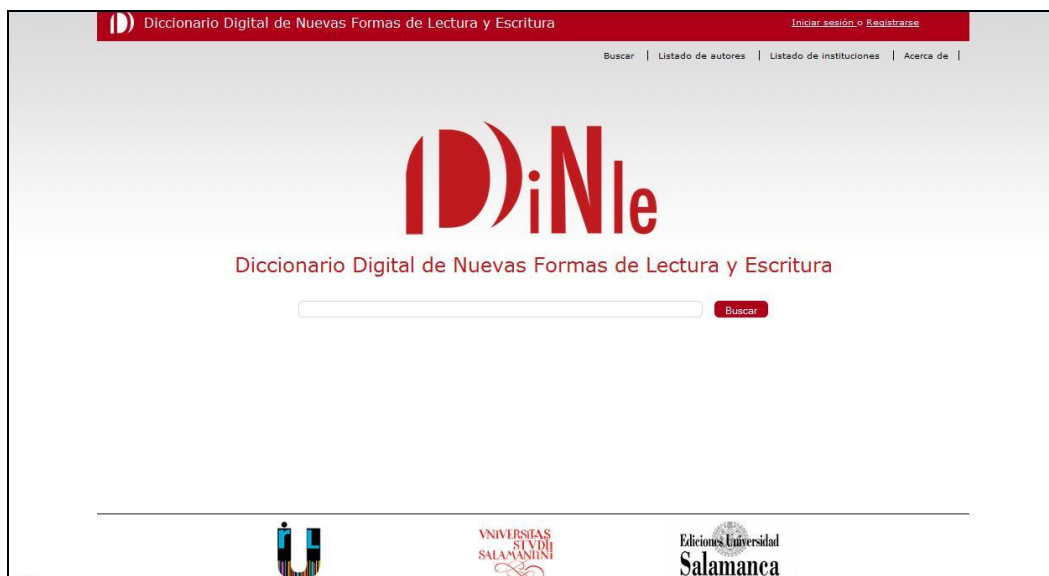 Diccionario Digital de Nuevas Formas de Lectura y Escritura
Iniciar sesión o Registrarse
Buscar | Listado de autores | Listado de instituciones | Acerca de |
DiNle
Diccionario Digital de Nuevas Formas de Lectura y Escritura
Buscar
VNiVERSiTAS
STVDii
SALAMANTiNi
Ediciones Universidad
Salamanca